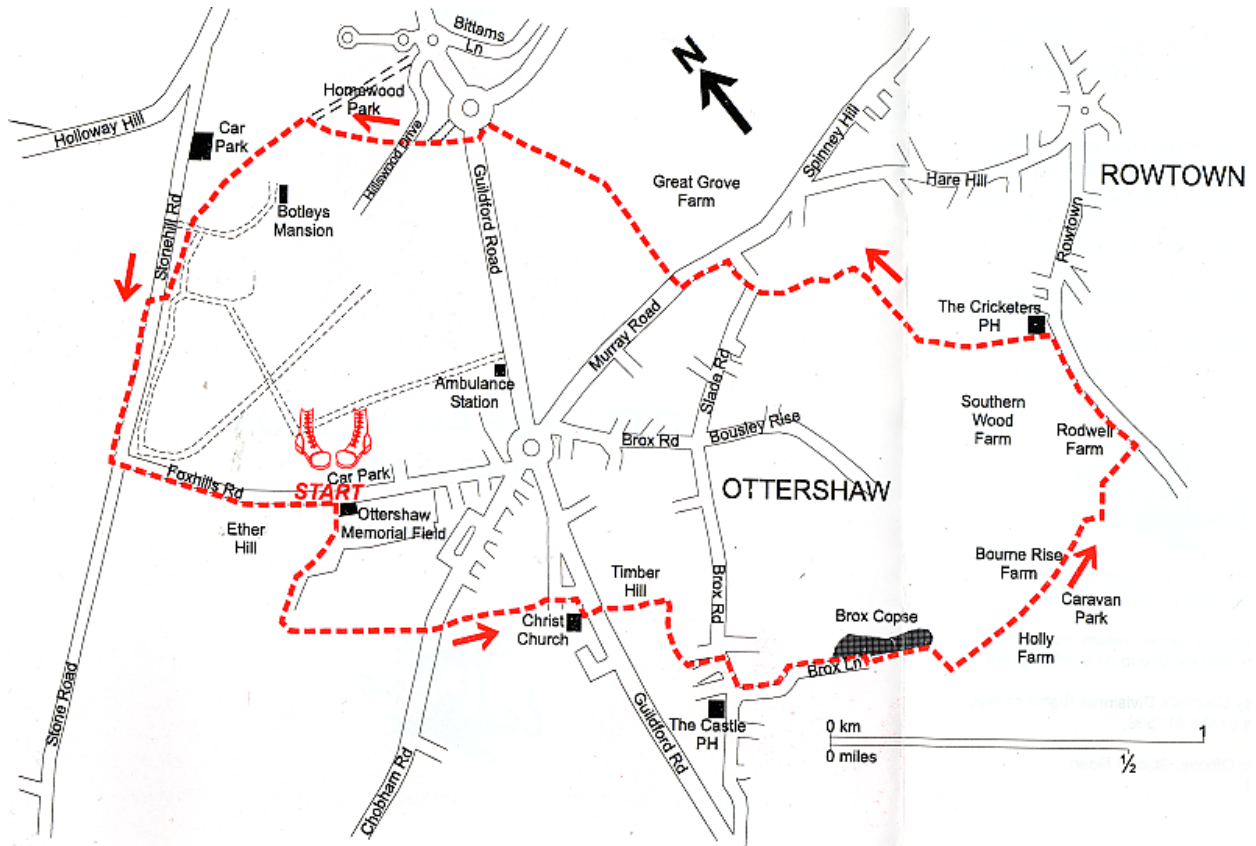 Bittams
Ln
N
Homewood
Park
Holloway Hill
Car
Park
Hillswood Drive
Spinney Hill
Guildford Road
Great Grove
Farm
Hare Hill
ROWTOWN
Botleys
Mansion
Stonehill Rd
Rowtown
The Cricketers
PH
Murray Road
Slade Rd
Ambulance
Station
Southern
Wood
Farm
Rodwell
Farm
Brox Rd
Bousley Rise
Foxhills Rd
Car Park
START
OTTERSHAW
Ether
Hill
Ottershaw
Memorial Field
Bourne Rise
Farm
Timber
Hill
Brox Rd
Caravan
Park
Brox Copse
Christ
Church
Holly
Farm
Brox Ln
Stone Road
Guildford Rd
The Castle
PH
Chobham Rd
0 km
1
0 miles
½